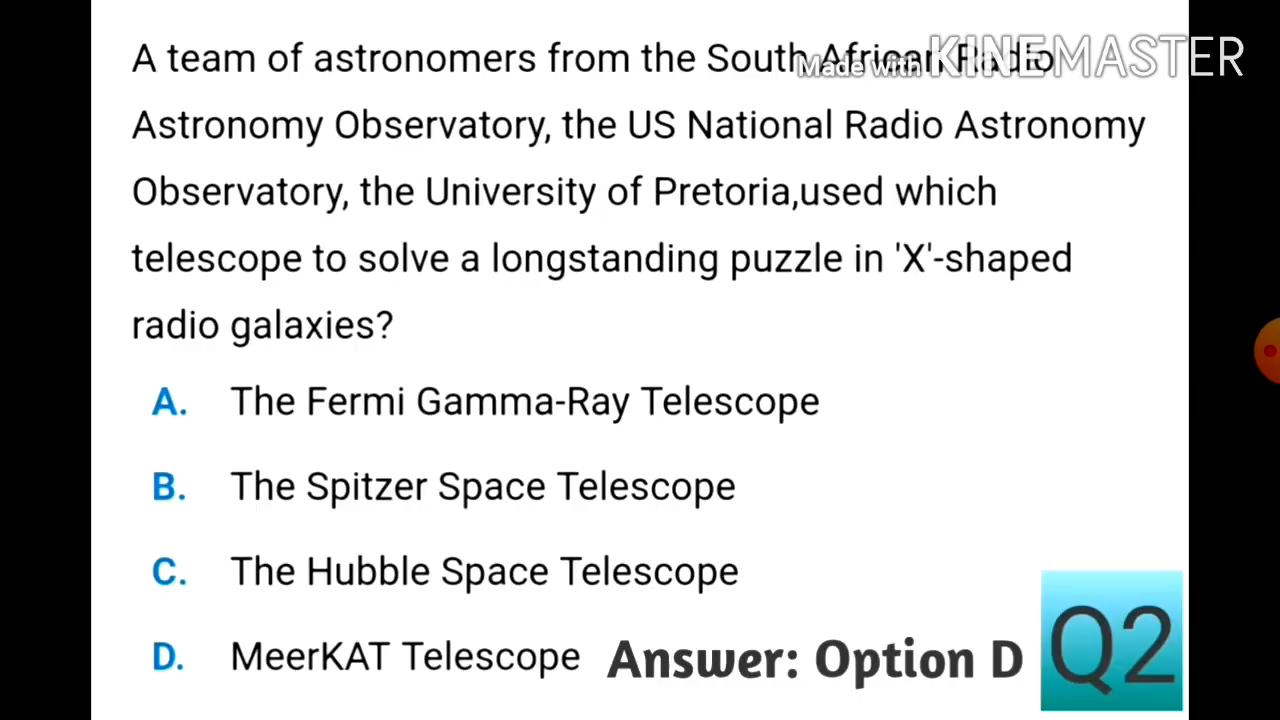 A team of astronomers from the South African Radio
Made with KINEMASTER
Astronomy Observatory, the US National Radio Astronomy
Observatory, the University of Pretoria,used which
telescope to solve a longstanding puzzle in 'X'-shaped
radio galaxies?
A. The Fermi Gamma-Ray Telescope
B. The Spitzer Space Telescope
C. The Hubble Space Telescope
D. MeerKAT Telescope Answer: Option D
Q2